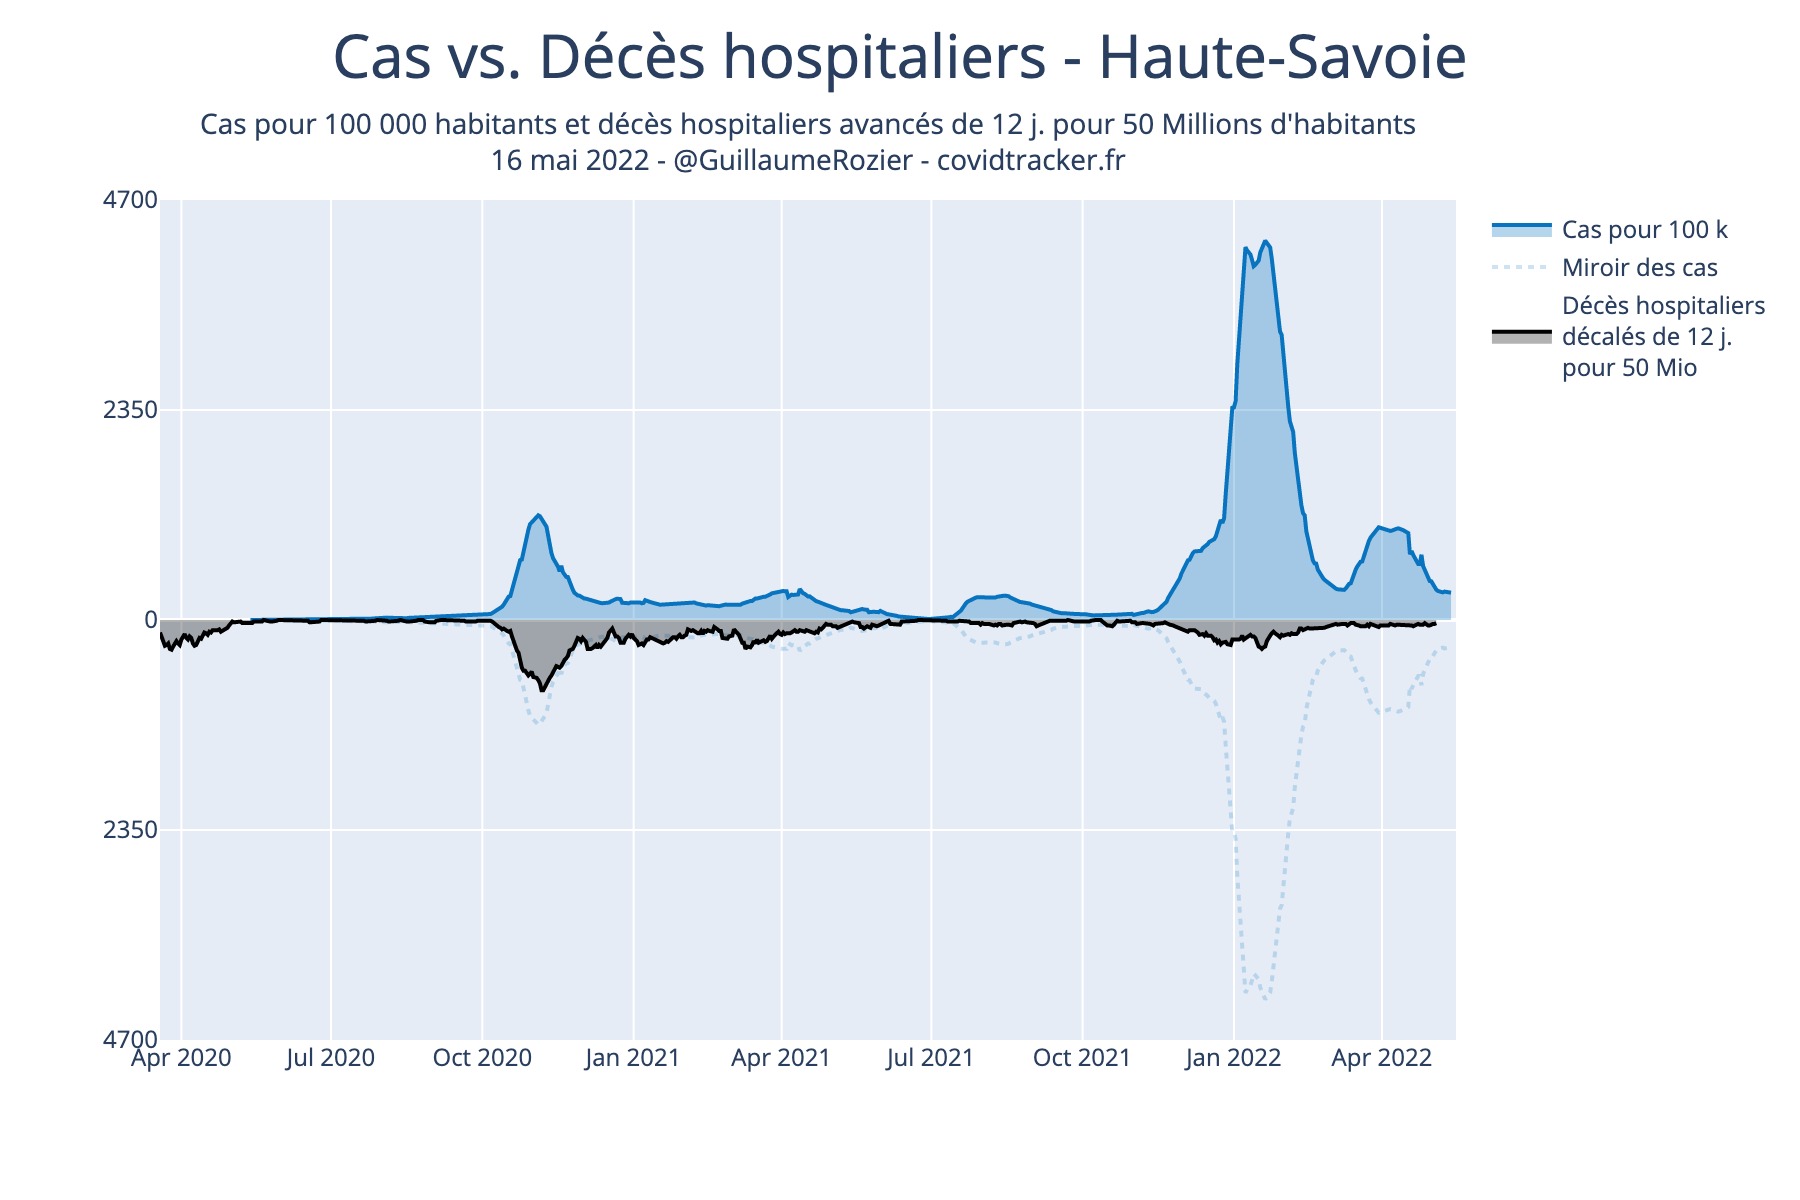 Cas vs. Décès hospitaliers - Haute-Savoie
Cas pour 100 000 habitants et décès hospitaliers avancés de 12 j. pour 50 Millions d'habitants
16 mai 2022 - @GuillaumeRozier - covidtracker.fr
4700
2350
0
2350
4700
Apr 2020
Jul 2020
Oct 2020
Jan 2021
Apr 2021
Jul 2021
Oct 2021
Jan 2022
Apr 2022
Cas pour 100 k
Miroir des cas
Décès hospitaliers
décalés de 12 j.
pour 50 Mio